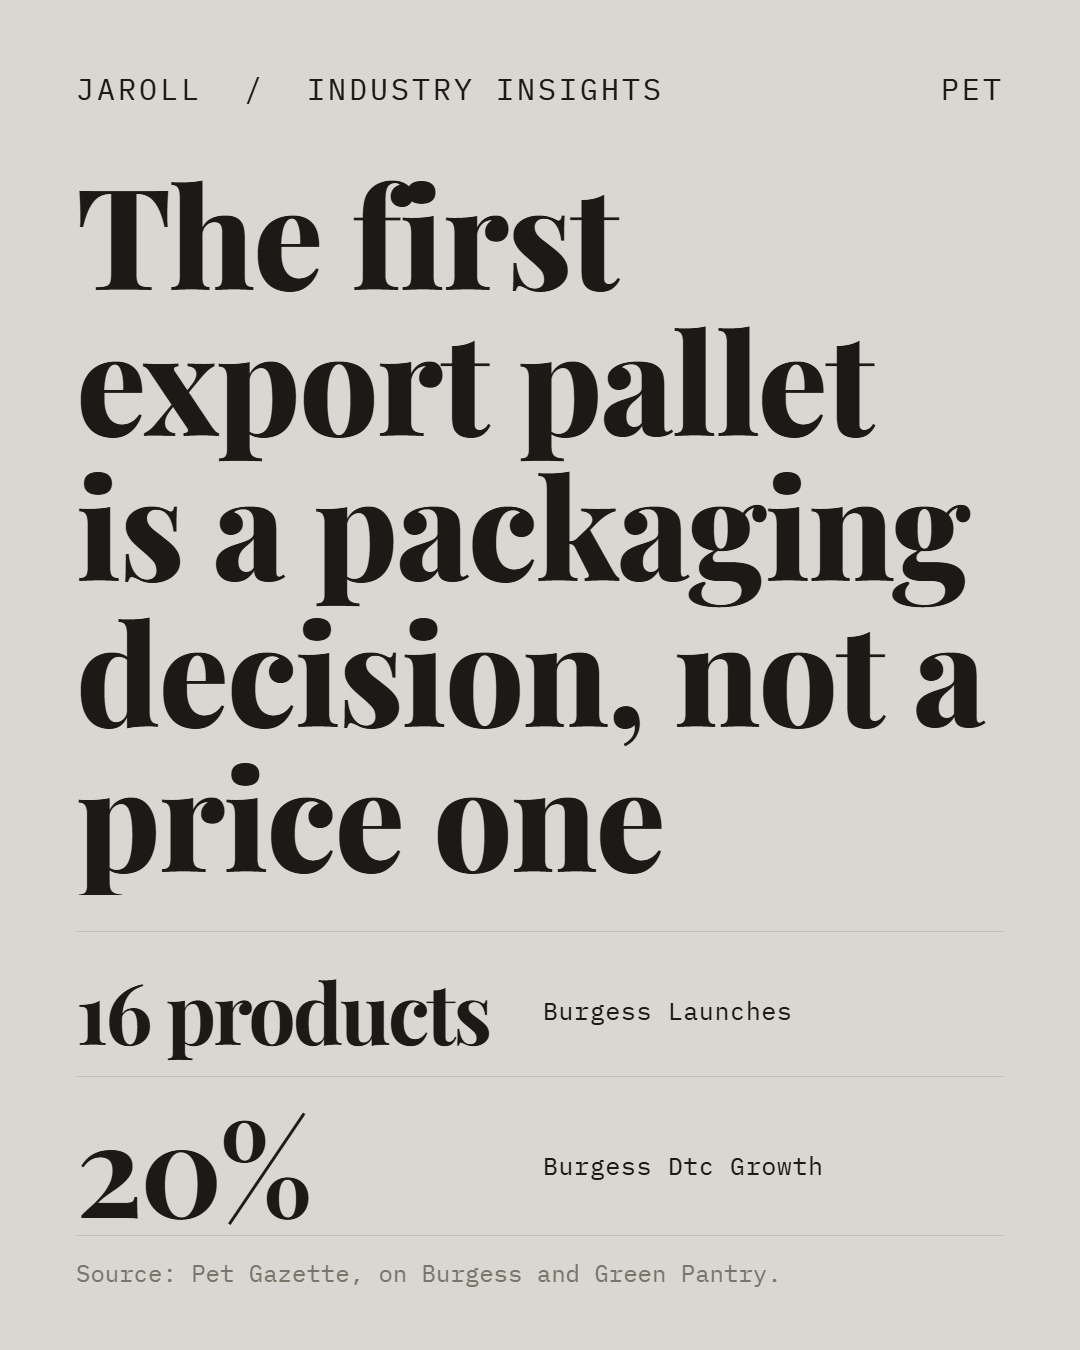 JAROLL / INDUSTRY INSIGHTS PET
The first
export pallet
is a packaging
decision, not a
price one
16 products Burgess Launches
20% Burgess Dtc Growth
Source: Pet Gazette, on Burgess and Green Pantry.